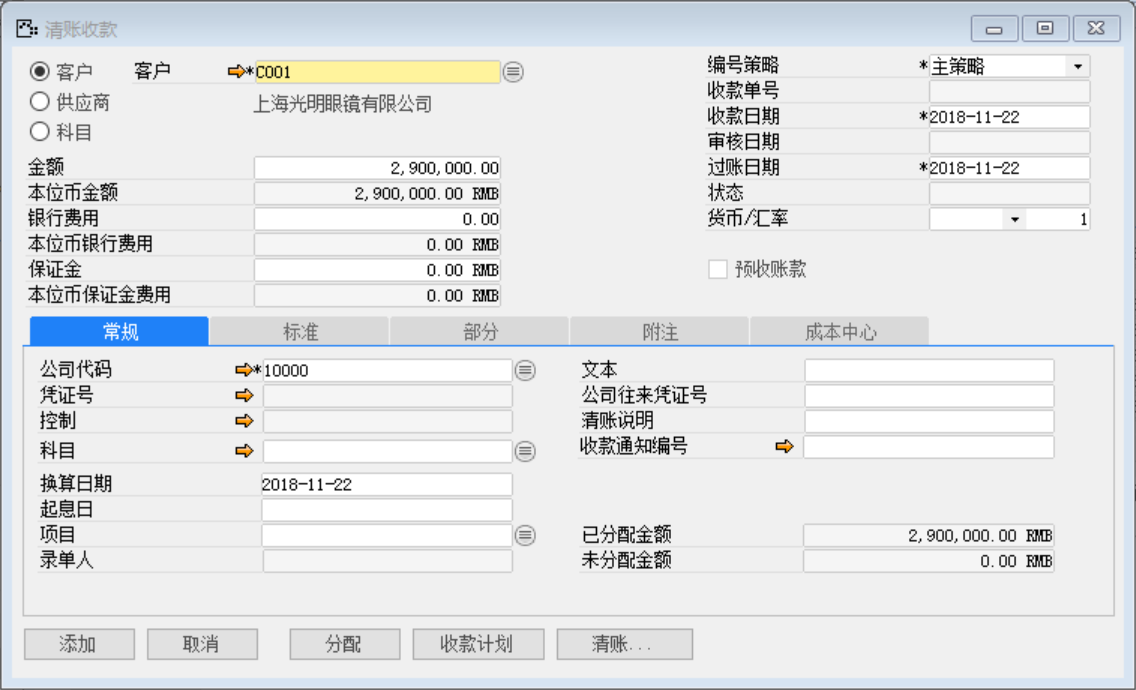 清账收款
客户 客户 *C001
供应商 上海光明眼镜有限公司
科目
金额 2,900,000.00
本位币金额 2,900,000.00 RMB
银行费用 0.00
本位币银行费用 0.00 RMB
保证金 0.00 RMB
本位币保证金费用 0.00 RMB
编号策略 *主策略
收款单号
收款日期 *2018-11-22
审核日期
过账日期 *2018-11-22
状态
货币/汇率 1
预收账款
常规 标准 部分 附注 成本中心
公司代码 *10000
凭证号
控制
科目
换算日期 2018-11-22
起息日
项目
录单人
文本
公司往来凭证号
清账说明
收款通知编号
已分配金额 2,900,000.00 RMB
未分配金额 0.00 RMB
添加 取消 分配 收款计划 清账...